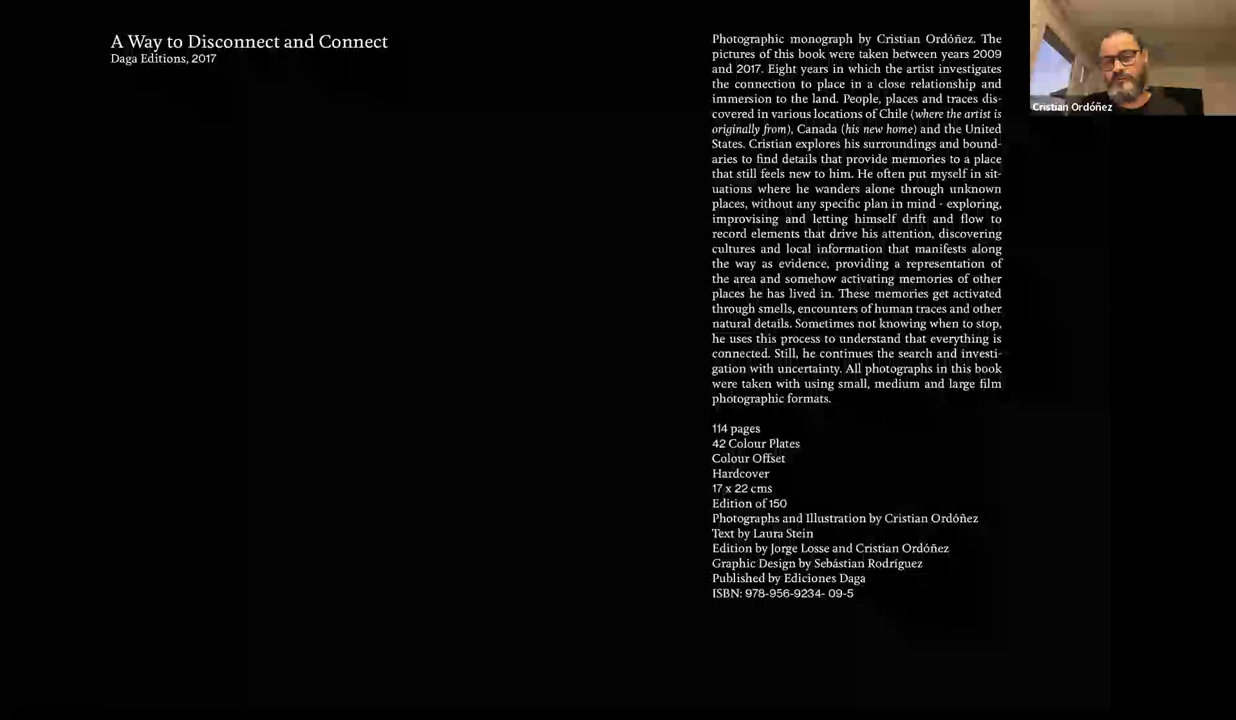 A Way to Disconnect and Connect
Daga Editions, 2017
Photographic monograph by Cristian Ordóñez. The
pictures of this book were taken between years 2009
and 2017. Eight years in which the artist investigates
the connection to place in a close relationship and
immersion to the land. People, places and traces dis-
covered in various locations of Chile (where the artist is
originally from), Canada (his new home) and the United
States. Cristian explores his surroundings and bound-
aries to find details that provide memories to a place
that still feels new to him. He often put myself in sit-
uations where he wanders alone through unknown
places, without any specific plan in mind - exploring,
improvising and letting himself drift and flow to
record elements that drive his attention, discovering
cultures and local information that manifests along
the way as evidence, providing a representation of
the area and somehow activating memories of other
places he has lived in. These memories get activated
through smells, encounters of human traces and other
natural details. Sometimes not knowing when to stop,
he uses this process to understand that everything is
connected. Still, he continues the search and investi-
gation with uncertainty. All photographs in this book
were taken with using small, medium and large film
photographic formats.
114 pages
42 Colour Plates
Colour Offset
Hardcover
17 x 22 cms
Edition of 150
Photographs and Illustration by Cristian Ordóñez
Text by Laura Stein
Edition by Jorge Losse and Cristian Ordóñez
Graphic Design by Sebástian Rodríguez
Published by Ediciones Daga
ISBN: 978-956-9234- 09-5
Cristian Ordóñez